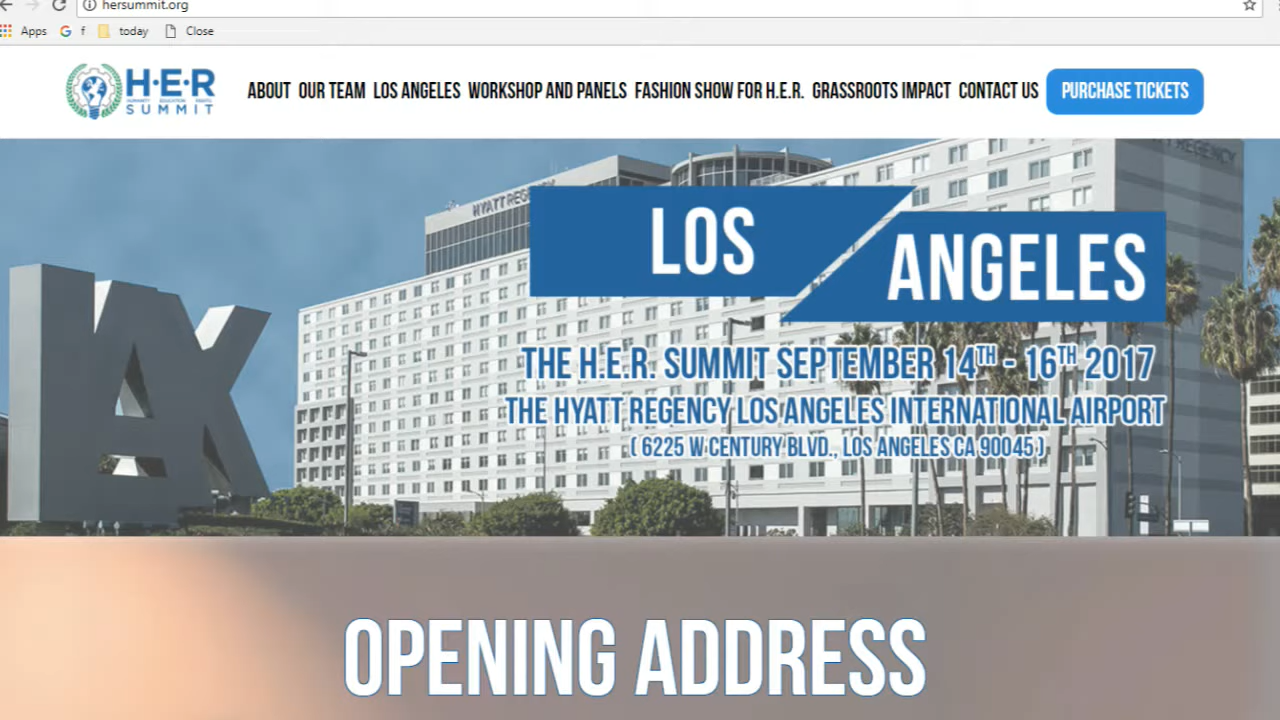 hersummit.org
Apps
f
today
Close
H·E·R
SUMMIT
ABOUT OUR TEAM LOS ANGELES WORKSHOP AND PANELS FASHION SHOW FOR H.E.R. GRASSROOTS IMPACT CONTACT US PURCHASE TICKETS
LAX
LOS
ANGELES
THE H.E.R. SUMMIT SEPTEMBER 14TH - 16TH 2017
THE HYATT REGENCY LOS ANGELES INTERNATIONAL AIRPORT
( 6225 W CENTURY BLVD., LOS ANGELES CA 90045 )
OPENING ADDRESS